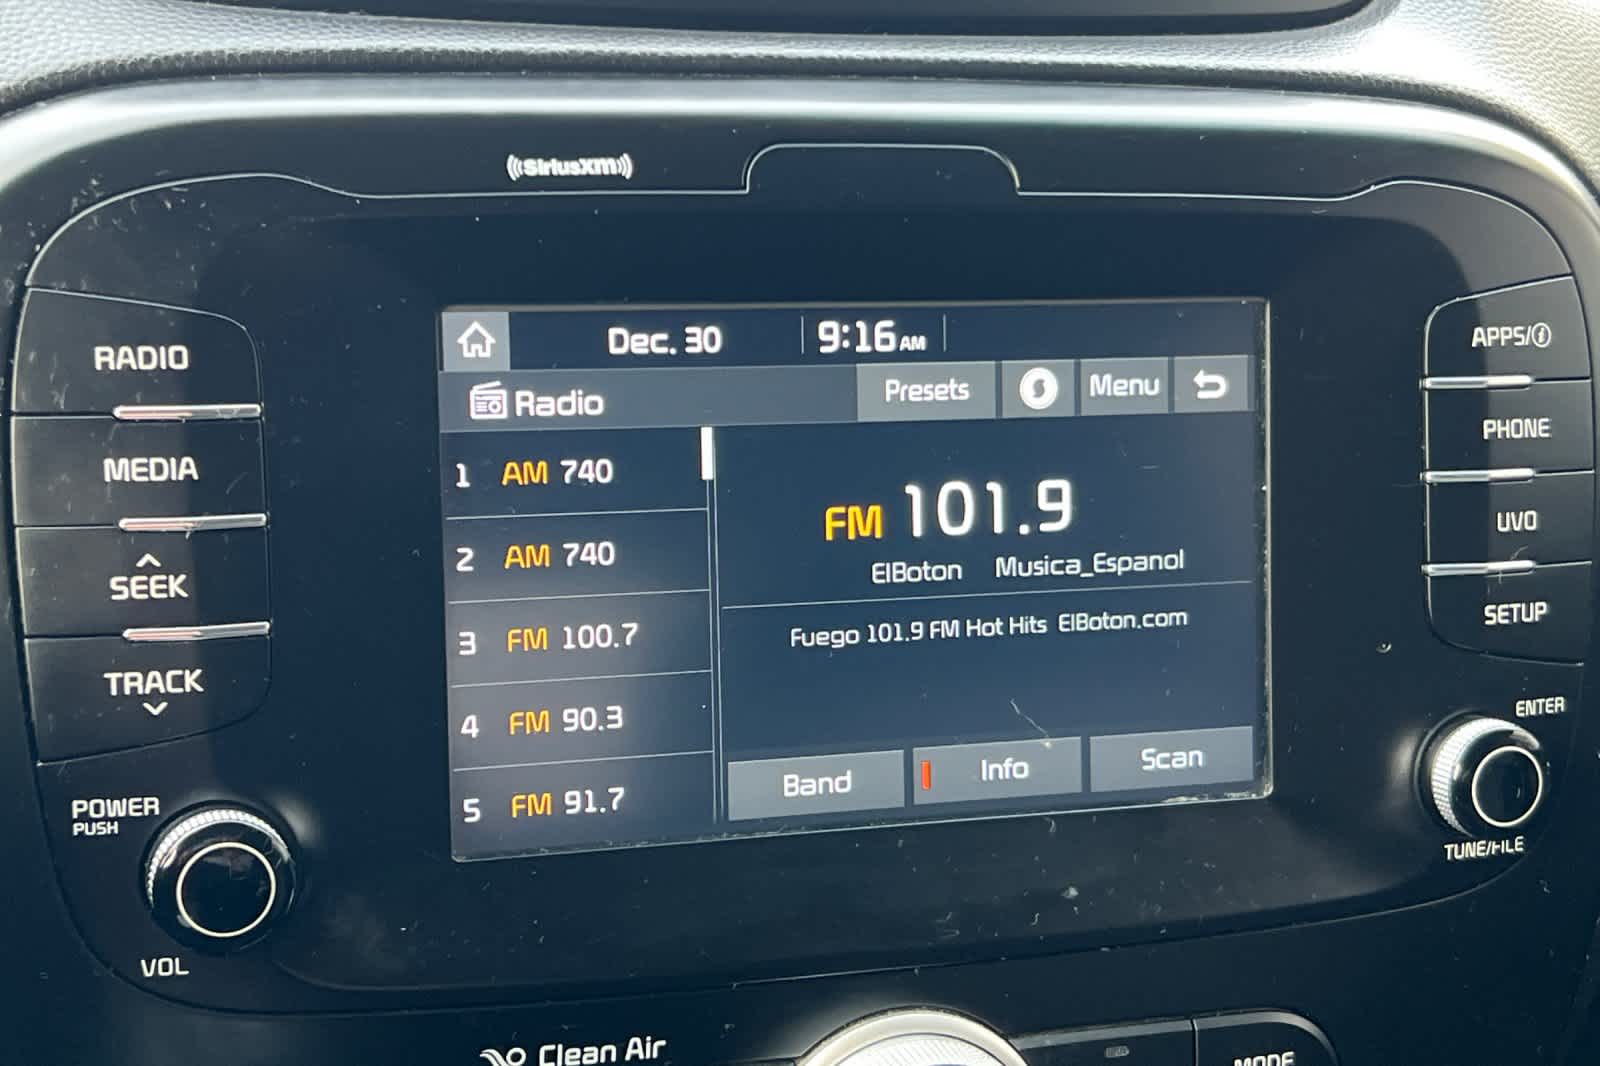 SiriusXM
RADIO
MEDIA
SEEK
TRACK
POWER
PUSH
VOL
Dec. 30
9:16 AM
Radio
Presets
Menu
1 AM 740
2 AM 740
3 FM 100.7
4 FM 90.3
5 FM 91.7
FM 101.9
ElBoton Musica_Espanol
Fuego 101.9 FM Hot Hits ElBoton.com
Band
Info
Scan
APPS/i
PHONE
UVO
SETUP
ENTER
TUNE/FILE
Clean Air
MODE